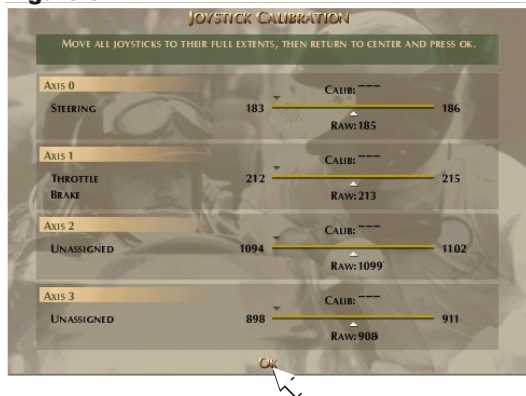 JOYSTICK CALIBRATION
MOVE ALL JOYSTICKS TO THEIR FULL EXTENTS, THEN RETURN TO CENTER AND PRESS OK.
AXIS 0
CALIB: ---
STEERING 183 186
RAW: 185
AXIS 1
CALIB: ---
THROTTLE 212 215
BRAKE RAW: 213
AXIS 2
CALIB: ---
UNASSIGNED 1094 1102
RAW: 1099
AXIS 3
CALIB: ---
UNASSIGNED 898 911
RAW: 908
OK